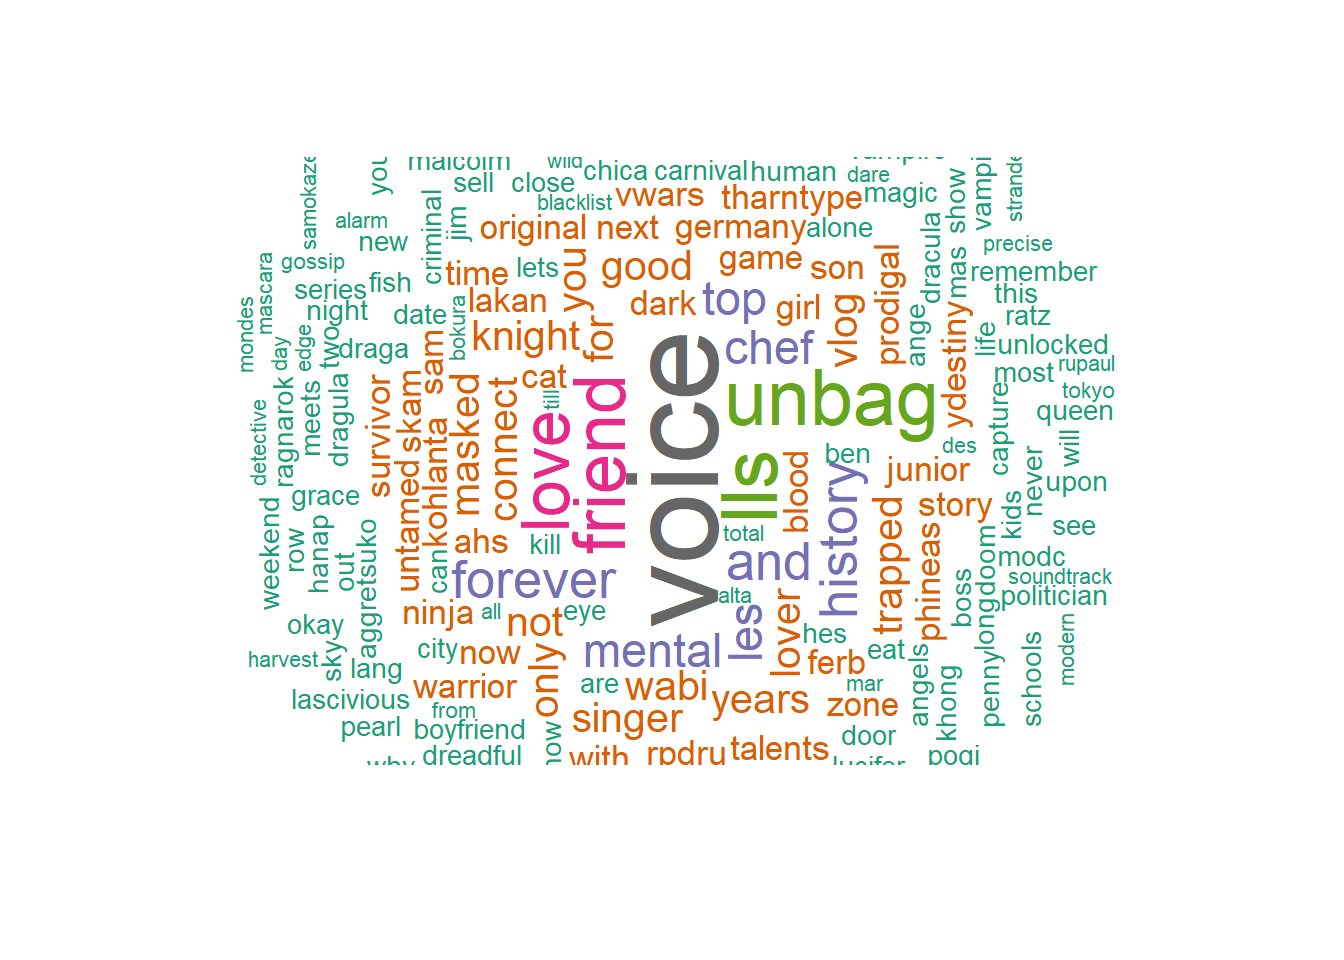 samokaze
you
malcolm
wild
chica
carnival
human
vampire
dare
vampi
strande
sell
close
blacklist
vwars
tharntype
magic
show
alarm
new
criminal
jim
original
next
germany
alone
dracula
mas
precise
gossip
mascara
series
fish
time
lets
you
good
game
son
prodigal
remember
this
mondes
night
date
lakan
dark
top
girl
vlog
ange
ydestiny
life
ratz
day
edge
two
draga
bokura
knight
for
chef
unlocked
detective
ragnarok
meets
dragula
survivor
skam
sam
cat
till
voice
unbag
most
rupaul
tokyo
queen
untamed
kohlanta
masked
connect
love
friend
lls
blood
ben
history
junior
des
capture
never
will
upon
grace
weekend
row
hanap
out
aggretsuko
can
ahs
kill
total
and
trapped
story
phineas
kids
see
modc
soundtrack
forever
alta
boss
longdoom
politician
okay
ninja
all
not
eye
les
lover
hes
harvest
sky
lang
city
now
only
mental
ferb
eat
angels
khong
penny
schools
modern
lascivious
warrior
are
wabi
years
mar
zone
pearl
from
boyfriend
singer
door
why
dreadful
now
with
rpdru
talents
lucifer
pogi